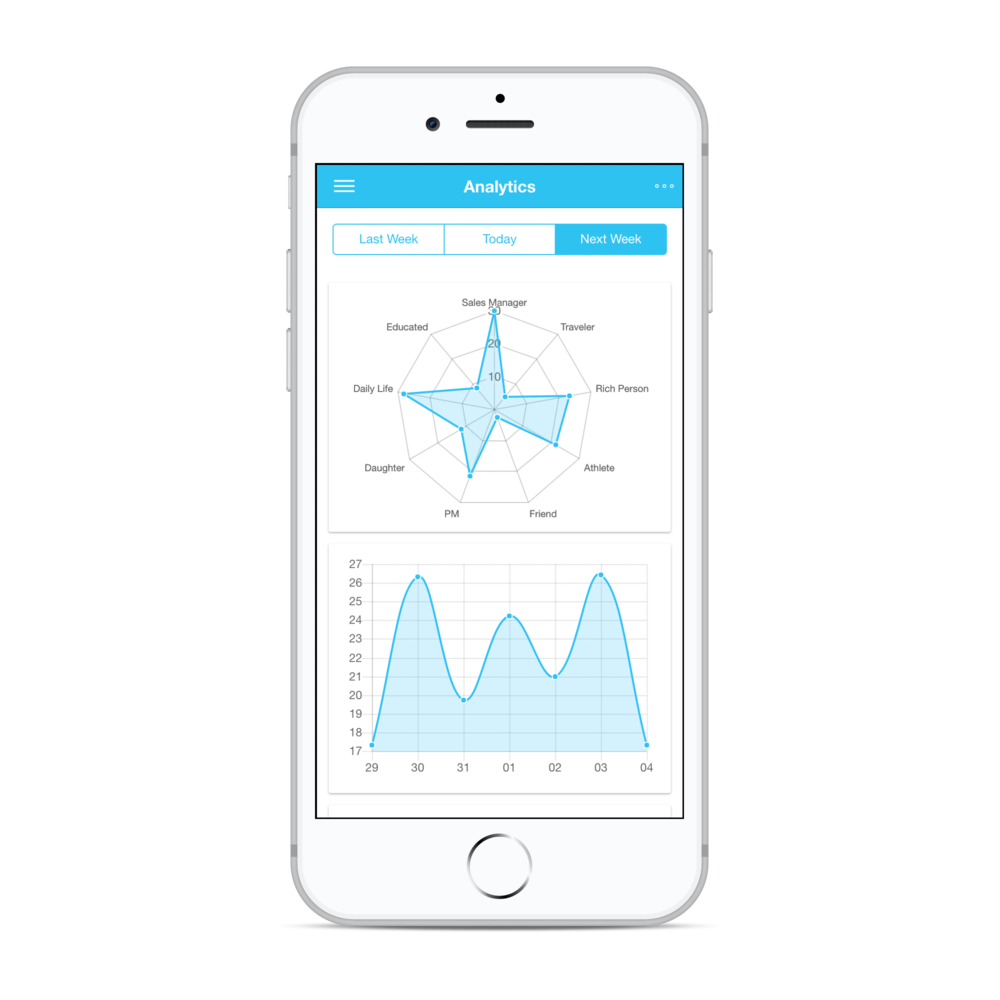 Analytics
Last Week Today Next Week
Sales Manager
30
Educated Traveler
20
10
Daily Life Rich Person
Daughter Athlete
PM Friend
27
26
25
24
23
22
21
20
19
18
17
29 30 31 01 02 03 04